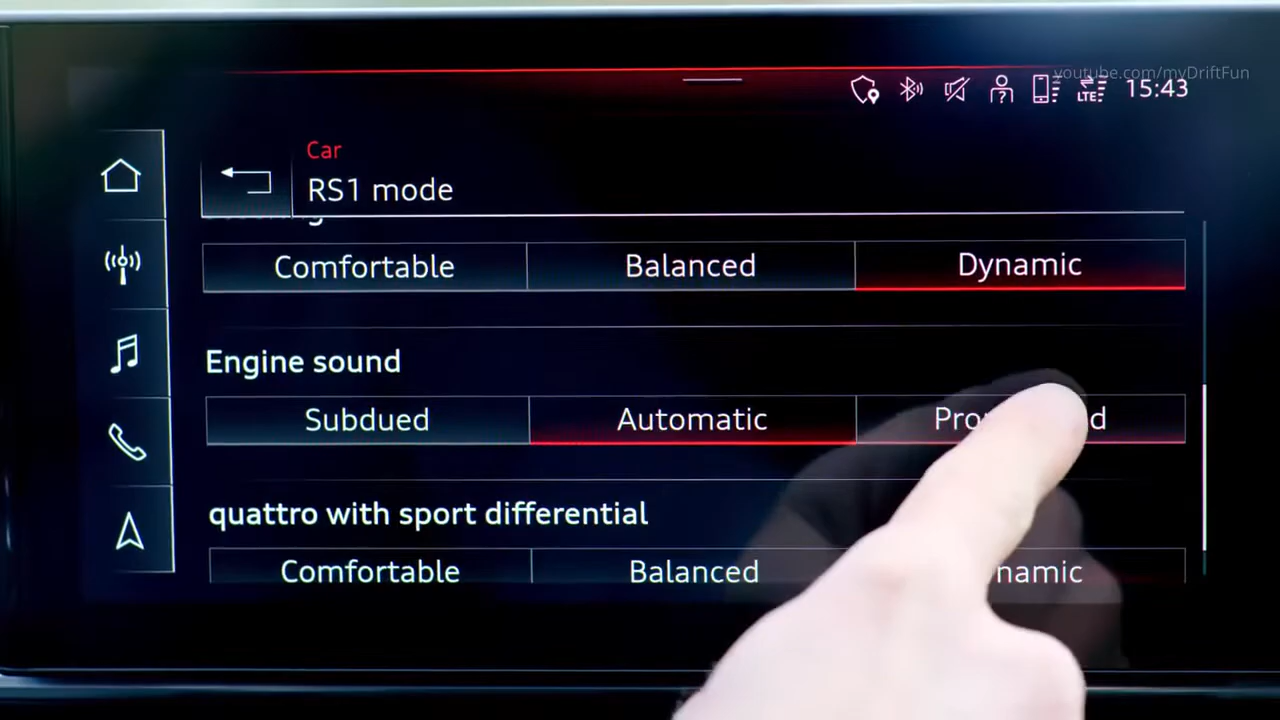 youtube.com/myDriftFun
LTE
15:43
Car
RS1 mode
Comfortable Balanced Dynamic
Engine sound
Subdued Automatic
quattro with sport differential
Comfortable Balanced